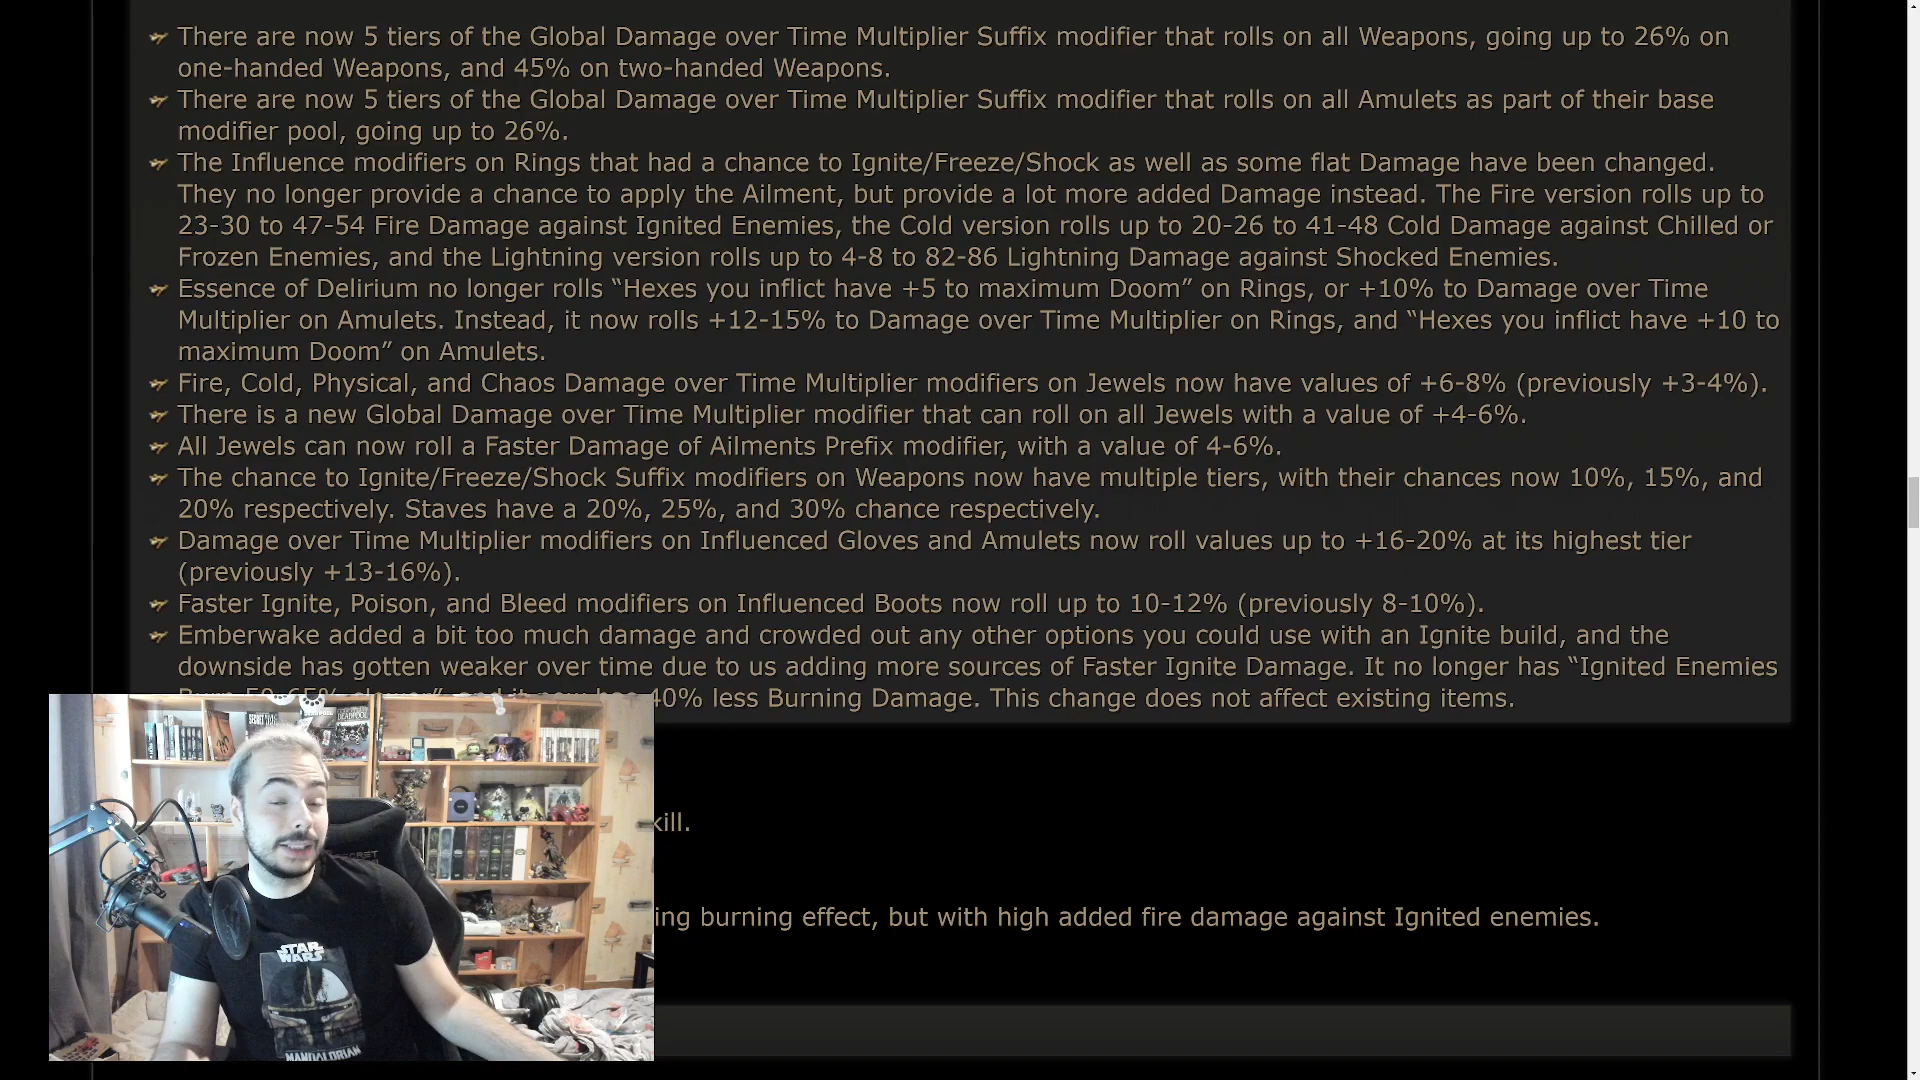 There are now 5 tiers of the Global Damage over Time Multiplier Suffix modifier that rolls on all Weapons, going up to 26% on
one-handed Weapons, and 45% on two-handed Weapons.
There are now 5 tiers of the Global Damage over Time Multiplier Suffix modifier that rolls on all Amulets as part of their base
modifier pool, going up to 26%.
The Influence modifiers on Rings that had a chance to Ignite/Freeze/Shock as well as some flat Damage have been changed.
They no longer provide a chance to apply the Ailment, but provide a lot more added Damage instead. The Fire version rolls up to
23-30 to 47-54 Fire Damage against Ignited Enemies, the Cold version rolls up to 20-26 to 41-48 Cold Damage against Chilled or
Frozen Enemies, and the Lightning version rolls up to 4-8 to 82-86 Lightning Damage against Shocked Enemies.
Essence of Delirium no longer rolls “Hexes you inflict have +5 to maximum Doom” on Rings, or +10% to Damage over Time
Multiplier on Amulets. Instead, it now rolls +12-15% to Damage over Time Multiplier on Rings, and “Hexes you inflict have +10 to
maximum Doom” on Amulets.
Fire, Cold, Physical, and Chaos Damage over Time Multiplier modifiers on Jewels now have values of +6-8% (previously +3-4%).
There is a new Global Damage over Time Multiplier modifier that can roll on all Jewels with a value of +4-6%.
All Jewels can now roll a Faster Damage of Ailments Prefix modifier, with a value of 4-6%.
The chance to Ignite/Freeze/Shock Suffix modifiers on Weapons now have multiple tiers, with their chances now 10%, 15%, and
20% respectively. Staves have a 20%, 25%, and 30% chance respectively.
Damage over Time Multiplier modifiers on Influenced Gloves and Amulets now roll values up to +16-20% at its highest tier
(previously +13-16%).
Faster Ignite, Poison, and Bleed modifiers on Influenced Boots now roll up to 10-12% (previously 8-10%).
Emberwake added a bit too much damage and crowded out any other options you could use with an Ignite build, and the
downside has gotten weaker over time due to us adding more sources of Faster Ignite Damage. It no longer has “Ignited Enemies
40% less Burning Damage. This change does not affect existing items.
kill.
ing burning effect, but with high added fire damage against Ignited enemies.
STAR
WARS
MANDALORIAN